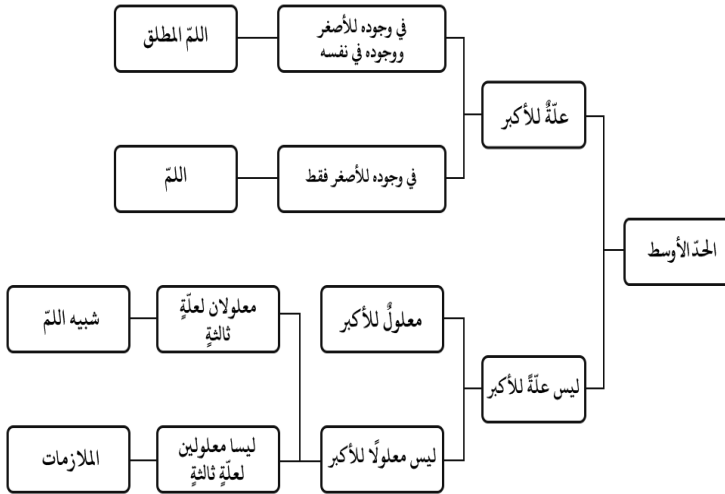 الحدّ الأوسط
علّةٌ للأكبر
في وجوده للأصغر
ووجوده في نفسه
اللمّ المطلق
في وجوده للأصغر فقط
اللمّ
ليس علّةً للأكبر
معلولٌ للأكبر
ليس معلولًا للأكبر
معلولان لعلّةٍ
ثالثةٍ
شبيه اللمّ
ليسا معلولين
لعلّةٍ ثالثةٍ
الملازمات